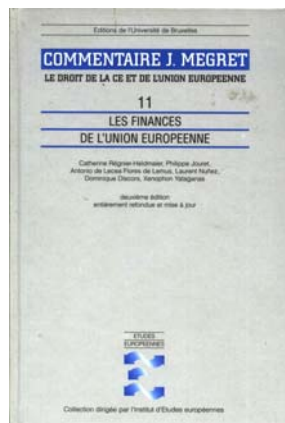 Editions de l'Université de Bruxelles
COMMENTAIRE J. MEGRET
LE DROIT DE LA CE ET DE L'UNION EUROPEENNE
11
LES FINANCES
DE L'UNION EUROPEENNE
Catherine Régnier-Heldmaier, Philippe Jouret,
Antonio de Lecea Flores de Lemus, Laurent Nuñez,
Dominique Discors, Xenophon Yataganas
deuxième édition
entièrement refondue et mise à jour
ETUDES
EUROPEENNES
Collection dirigée par l'Institut d'Etudes européennes